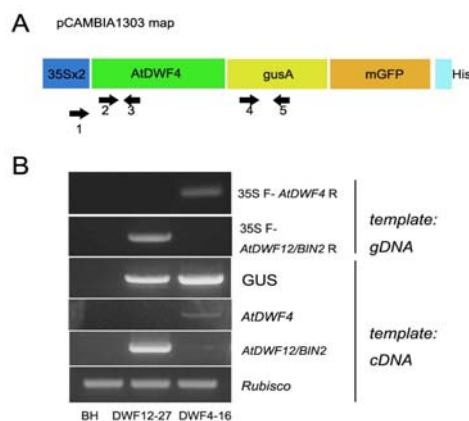 A
pCAMBIA1303 map
35Sx2 AtDWF4 gusA mGFP His
1 2 3 4 5
B
35S F- AtDWF4 R
35S F-
AtDWF12/BIN2 R
template:
gDNA
GUS
AtDWF4
AtDWF12/BIN2
Rubisco
template:
cDNA
BH DWF12-27 DWF4-16